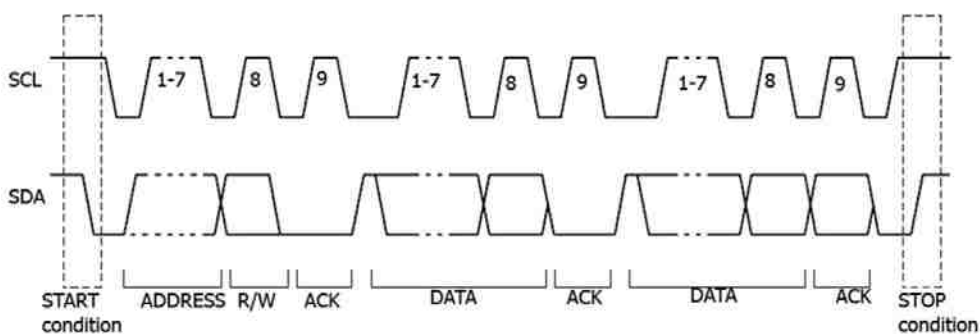 SCL
1-7
8
9
1-7
8
9
1-7
8
9
SDA
START
condition
ADDRESS
R/W
ACK
DATA
ACK
DATA
ACK
STOP
condition